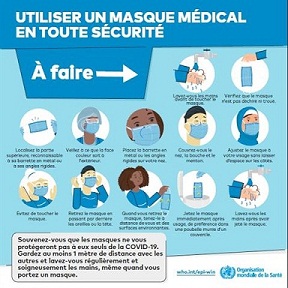 UTILISER UN MASQUE MÉDICAL
EN TOUTE SÉCURITÉ
À faire
Lavez-vous les mains
avant de toucher le
masque.
Vérifiez que le masque
n'est pas déchiré ni troué.
Localisez la partie
supérieure, reconnaissable
à sa barrette en métal ou
à ses angles rigides.
Veillez à ce que la face
couleur soit à
l'extérieur.
Placez la barrette en
métal ou les angles
rigides sur votre nez.
Couvrez-vous le
nez, la bouche et le
menton.
Ajustez le masque à
votre visage sans laisser
d'espace sur les côtés.
Évitez de toucher le
masque.
Retirez le masque en
passant par derrière
les oreilles ou la tête.
Quand vous retirez le
masque, tenez-le à
distance de vous et des
surfaces environnantes.
Jetez le masque
immédiatement après
usage, de préférence dans
une poubelle munie d'un
couvercle.
Lavez-vous les
mains après avoir
jeté le masque.
Souvenez-vous que les masques ne vous
protégeront pas à eux seuls de la COVID-19.
Gardez au moins 1 mètre de distance avec les
autres et lavez-vous régulièrement et
soigneusement les mains, même quand vous
portez un masque.
who.int/epi-win
Organisation
mondiale de la Santé